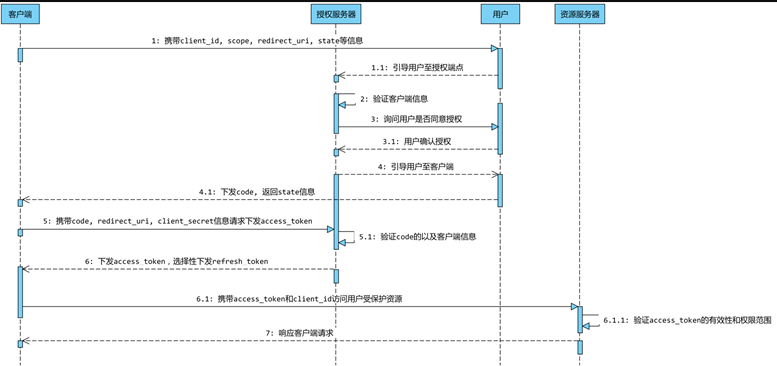 客户端
授权服务器
用户
资源服务器
1: 携带client_id, scope, redirect_uri, state等信息
1.1: 引导用户至授权端点
2: 验证客户端信息
3: 询问用户是否同意授权
3.1: 用户确认授权
4: 引导用户至客户端
4.1: 下发code, 返回state信息
5: 携带code, redirect_uri, client_secret信息请求下发access_token
5.1: 验证code的以及客户端信息
6: 下发access_token，选择性下发refresh_token
6.1: 携带access_token和client_id访问用户受保护资源
6.1.1: 验证access_token的有效性和权限范围
7: 响应客户端请求